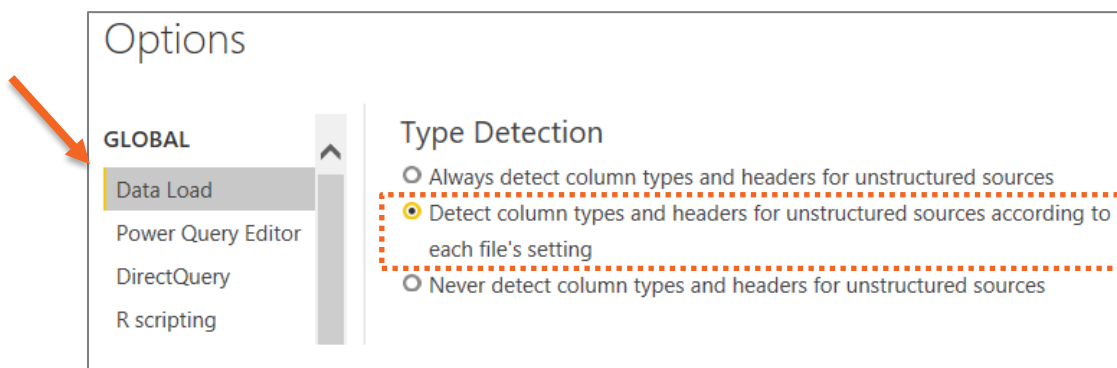 Options
GLOBAL
Data Load
Power Query Editor
DirectQuery
R scripting
Type Detection
Always detect column types and headers for unstructured sources
Detect column types and headers for unstructured sources according to
each file's setting
Never detect column types and headers for unstructured sources